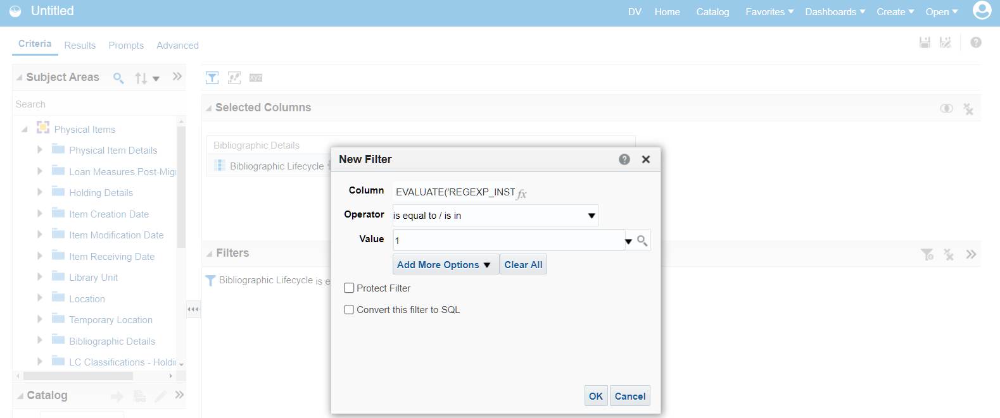 Untitled
DV Home Catalog Favorites Dashboards Create Open
Criteria Results Prompts Advanced
Subject Areas
XYZ
Search
Selected Columns
Physical Items
Physical Item Details
Loan Measures Post-Migr
Holding Details
Item Creation Date
Item Modification Date
Item Receiving Date
Library Unit
Location
Temporary Location
Bibliographic Details
LC Classifications - Holdi
Catalog
Bibliographic Details
Bibliographic Lifecycle
Filters
Bibliographic Lifecycle is e
New Filter
Column EVALUATE('REGEXP_INST fx
Operator is equal to / is in
Value 1
Add More Options Clear All
Protect Filter
Convert this filter to SQL
OK Cancel